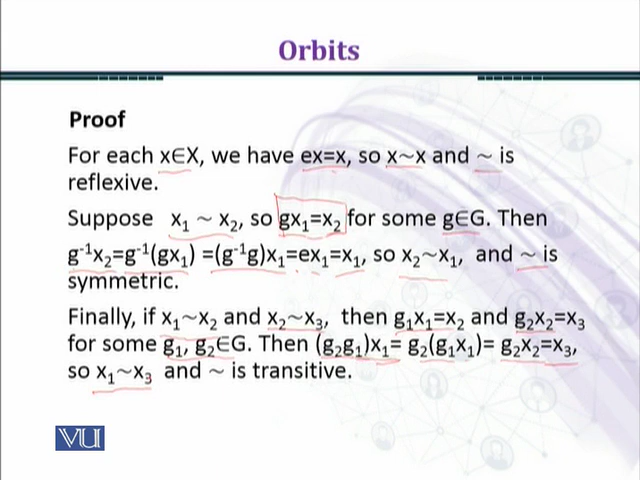 Orbits
Proof
For each x∈X, we have ex=x, so x~x and ~ is
reflexive.
Suppose x₁ ~ x₂, so gx₁=x₂ for some g∈G. Then
g⁻¹x₂=g⁻¹(gx₁) =(g⁻¹g)x₁=ex₁=x₁, so x₂~x₁, and ~ is
symmetric.
Finally, if x₁~x₂ and x₂~x₃, then g₁x₁=x₂ and g₂x₂=x₃
for some g₁, g₂∈G. Then (g₂g₁)x₁= g₂(g₁x₁)= g₂x₂=x₃,
so x₁~x₃ and ~ is transitive.
VU